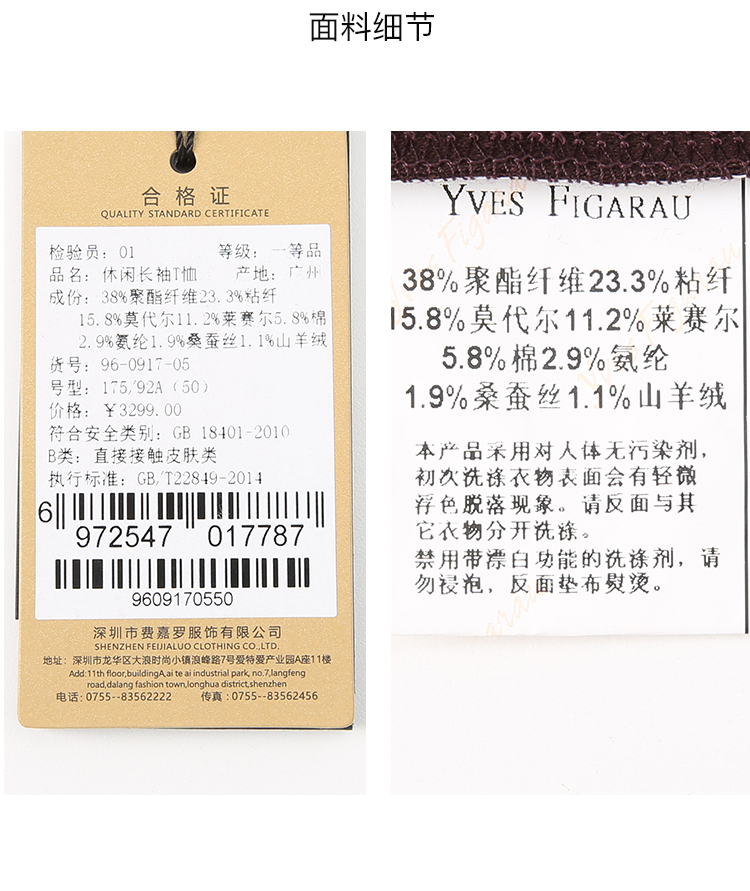 面料细节
合格证
QUALITY STANDARD CERTIFICATE
检验员：01 等级：一等品
品名：休闲长袖T恤 产地：广州
成份：38%聚酯纤维23.3%粘纤
15.8%莫代尔11.2%莱赛尔5.8%棉
2.9%氨纶1.9%桑蚕丝1.1%山羊绒
货号：96-0917-05
号型：175/92A（50）
价格：￥3299.00
符合安全类别：GB 18401-2010
B类：直接接触皮肤类
执行标准：GB/T22849-2014
6 972547 017787
9609170550
深圳市费嘉罗服饰有限公司
SHENZHEN FEIJIALUO CLOTHING CO.,LTD.
地址：深圳市龙华区大浪时尚小镇浪峰路7号爱特爱产业园A座11楼
Add:11th floor,buildingA,ai te ai industrial park, no.7,langfeng
road,dalang fashion town,longhua district,shenzhen
电话：0755--83562222 传真：0755--83562456
YVES FIGARAU
38%聚酯纤维23.3%粘纤
15.8%莫代尔11.2%莱赛尔
5.8%棉2.9%氨纶
1.9%桑蚕丝1.1%山羊绒
本产品采用对人体无污染剂，
初次洗涤衣物表面会有轻微
浮色脱落现象。请反面与其
它衣物分开洗涤。
禁用带漂白功能的洗涤剂，请
勿浸泡，反面垫布熨烫。